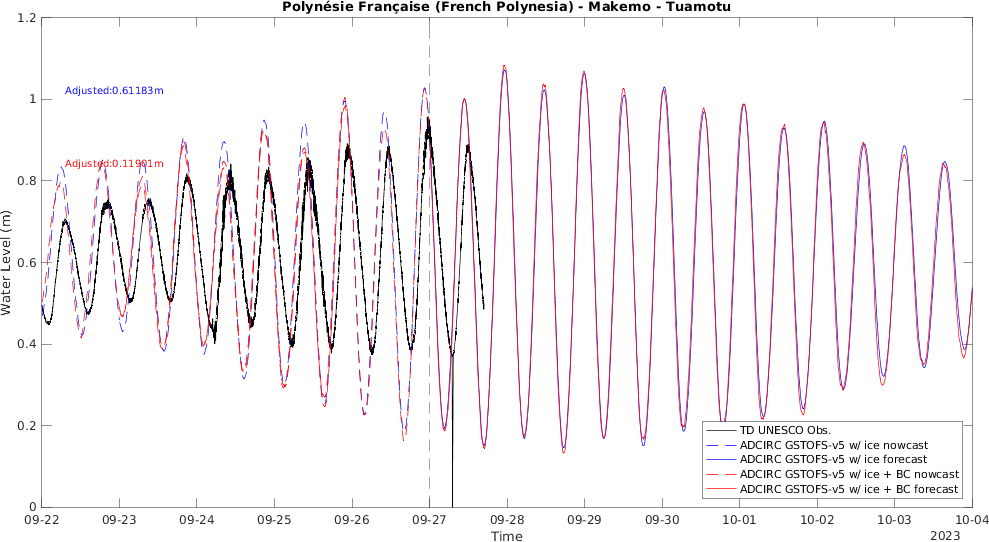 Polynésie Française (French Polynesia) - Makemo - Tuamotu
1.2
1
0.8
0.6
0.4
0.2
0
Water Level (m)
Adjusted:0.61183m
Adjusted:0.11901m
TD UNESCO Obs.
ADCIRC GSTOFS-v5 w/ ice nowcast
ADCIRC GSTOFS-v5 w/ ice forecast
ADCIRC GSTOFS-v5 w/ ice + BC nowcast
ADCIRC GSTOFS-v5 w/ ice + BC forecast
09-22 09-23 09-24 09-25 09-26 09-27 09-28 09-29 09-30 10-01 10-02 10-03 10-04
Time
2023